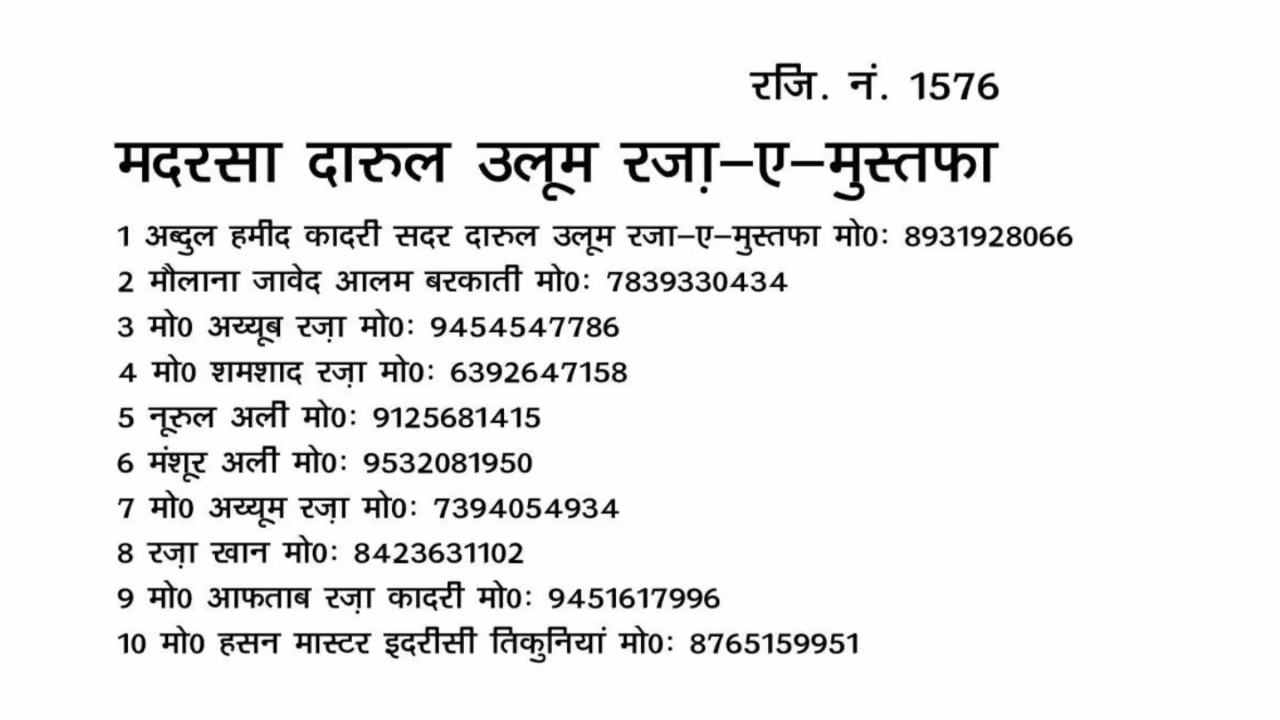 रजि. नं. 1576
मदरसा दारुल उलूम रजा़–ए–मुस्तफा
1 अब्दुल हमीद कादरी सदर दारुल उलूम रजा–ए–मुस्तफा मो0: 8931928066
2 मौलाना जावेद आलम बरकाती मो0: 7839330434
3 मो0 अय्यूब रज़ा मो0: 9454547786
4 मो0 शमशाद रज़ा मो0: 6392647158
5 नूरुल अली मो0: 9125681415
6 मंशूर अली मो0: 9532081950
7 मो0 अय्यूम रज़ा मो0: 7394054934
8 रज़ा खान मो0: 8423631102
9 मो0 आफताब रज़ा कादरी मो0: 9451617996
10 मो0 हसन मास्टर इदरीसी तिकुनियां मो0: 8765159951